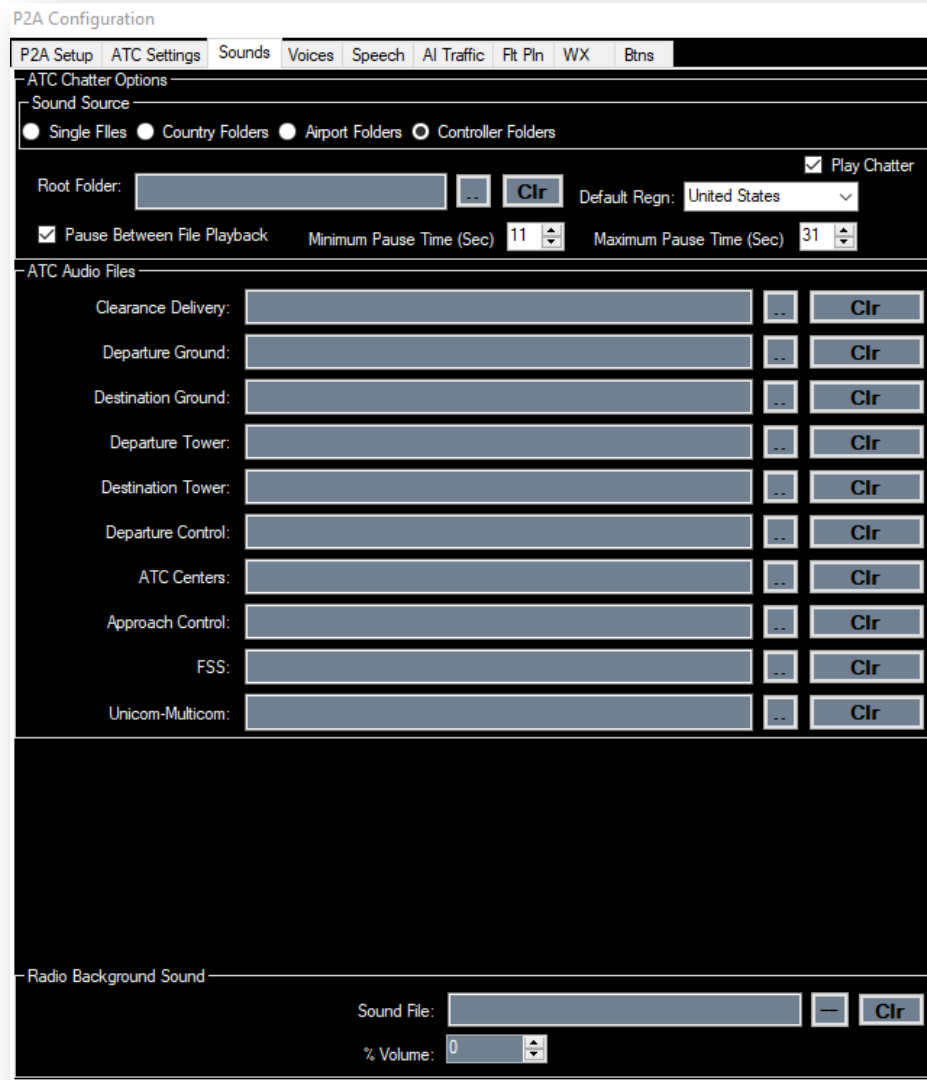 P2A Configuration
P2A Setup ATC Settings Sounds Voices Speech AI Traffic Flt Pln WX Btns
ATC Chatter Options
Sound Source
Single FIles Country Folders Airport Folders Controller Folders
Play Chatter
Root Folder: .. Clr Default Regn: United States
Pause Between File Playback Minimum Pause Time (Sec) 11 Maximum Pause Time (Sec) 31
ATC Audio Files
Clearance Delivery: .. Clr
Departure Ground: .. Clr
Destination Ground: .. Clr
Departure Tower: .. Clr
Destination Tower: .. Clr
Departure Control: .. Clr
ATC Centers: .. Clr
Approach Control: .. Clr
FSS: .. Clr
Unicom-Multicom: .. Clr
Radio Background Sound
Sound File: --- Clr
% Volume: 0